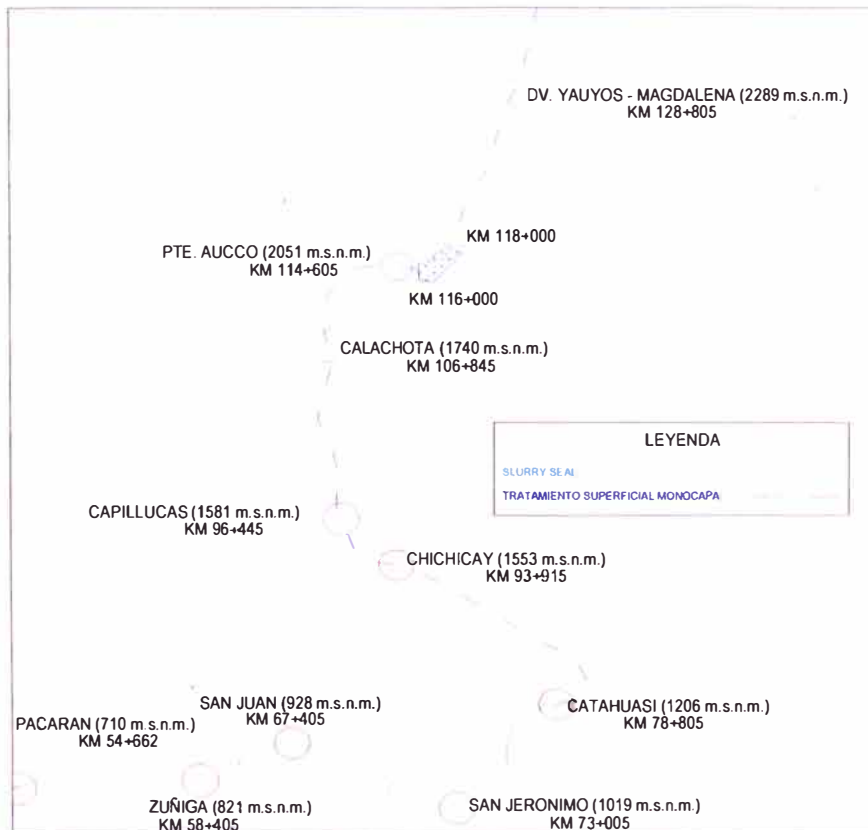 DV. YAUYOS - MAGDALENA (2289 m.s.n.m.)
KM 128+805
KM 118+000
PTE. AUCCO (2051 m.s.n.m.)
KM 114+605
KM 116+000
CALACHOTA (1740 m.s.n.m.)
KM 106+845
LEYENDA
SLURRY SEAL
TRATAMIENTO SUPERFICIAL MONOCAPA
CAPILLUCAS (1581 m.s.n.m.)
KM 96+445
CHICHICAY (1553 m.s.n.m.)
KM 93+915
SAN JUAN (928 m.s.n.m.)
KM 67+405
CATAHUASI (1206 m.s.n.m.)
KM 78+805
PACARAN (710 m.s.n.m.)
KM 54+662
ZUÑIGA (821 m.s.n.m.)
KM 58+405
SAN JERONIMO (1019 m.s.n.m.)
KM 73+005